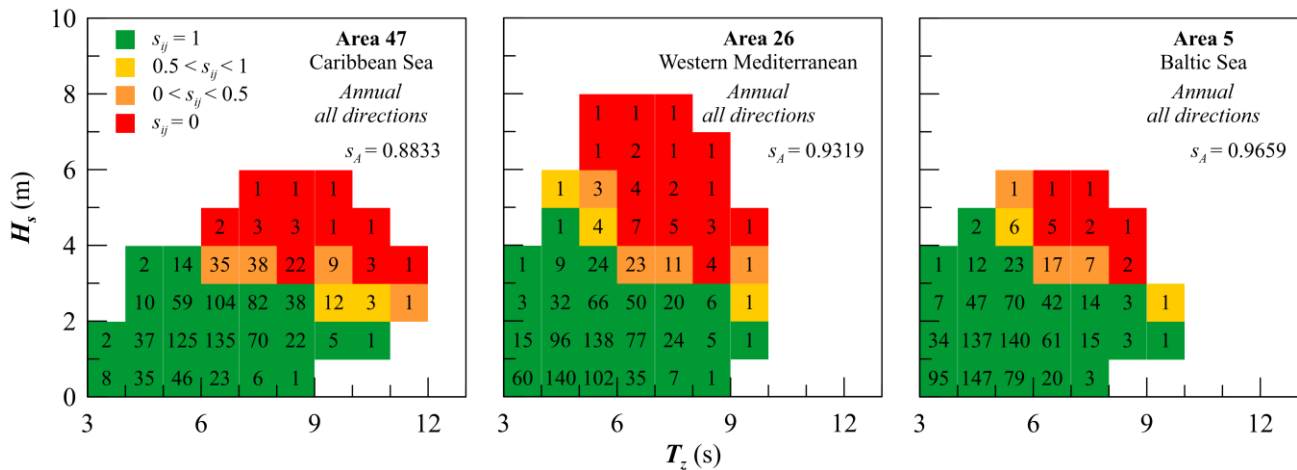 10
8
6
4
2
0
H_s (m)
s_ij = 1
0.5 < s_ij < 1
0 < s_ij < 0.5
s_ij = 0
Area 47
Caribbean Sea
Annual
all directions
s_A = 0.8833
1 1 1
2 3 3 1 1
2 14 35 38 22 9 3 1
10 59 104 82 38 12 3 1
2 37 125 135 70 22 5 1
8 35 46 23 6 1
3 6 9 12
Area 26
Western Mediterranean
Annual
all directions
s_A = 0.9319
1 1 1
1 2 1 1
1 3 4 2 1
1 4 7 5 3 1
1 9 24 23 11 4 1
3 32 66 50 20 6 1
15 96 138 77 24 5 1
60 140 102 35 7 1
3 6 9 12
T_z (s)
Area 5
Baltic Sea
Annual
all directions
s_A = 0.9659
1 1 1
2 6 5 2 1
1 12 23 17 7 2
7 47 70 42 14 3 1
34 137 140 61 15 3 1
95 147 79 20 3
3 6 9 12